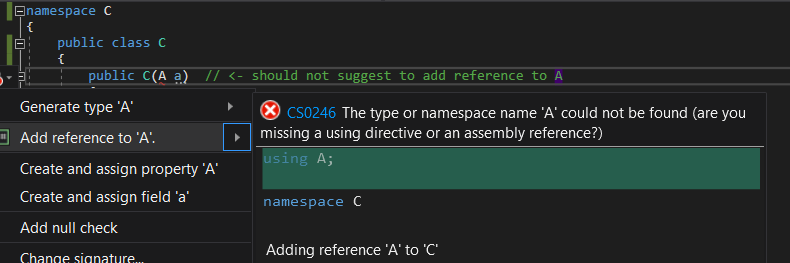 namespace C
{
public class C
{
public C(A a) // <- should not suggest to add reference to A
Generate type 'A'
Add reference to 'A'.
Create and assign property 'A'
Create and assign field 'a'
Add null check
Change signature...
CS0246 The type or namespace name 'A' could not be found (are you
missing a using directive or an assembly reference?)
using A;
namespace C
Adding reference 'A' to 'C'